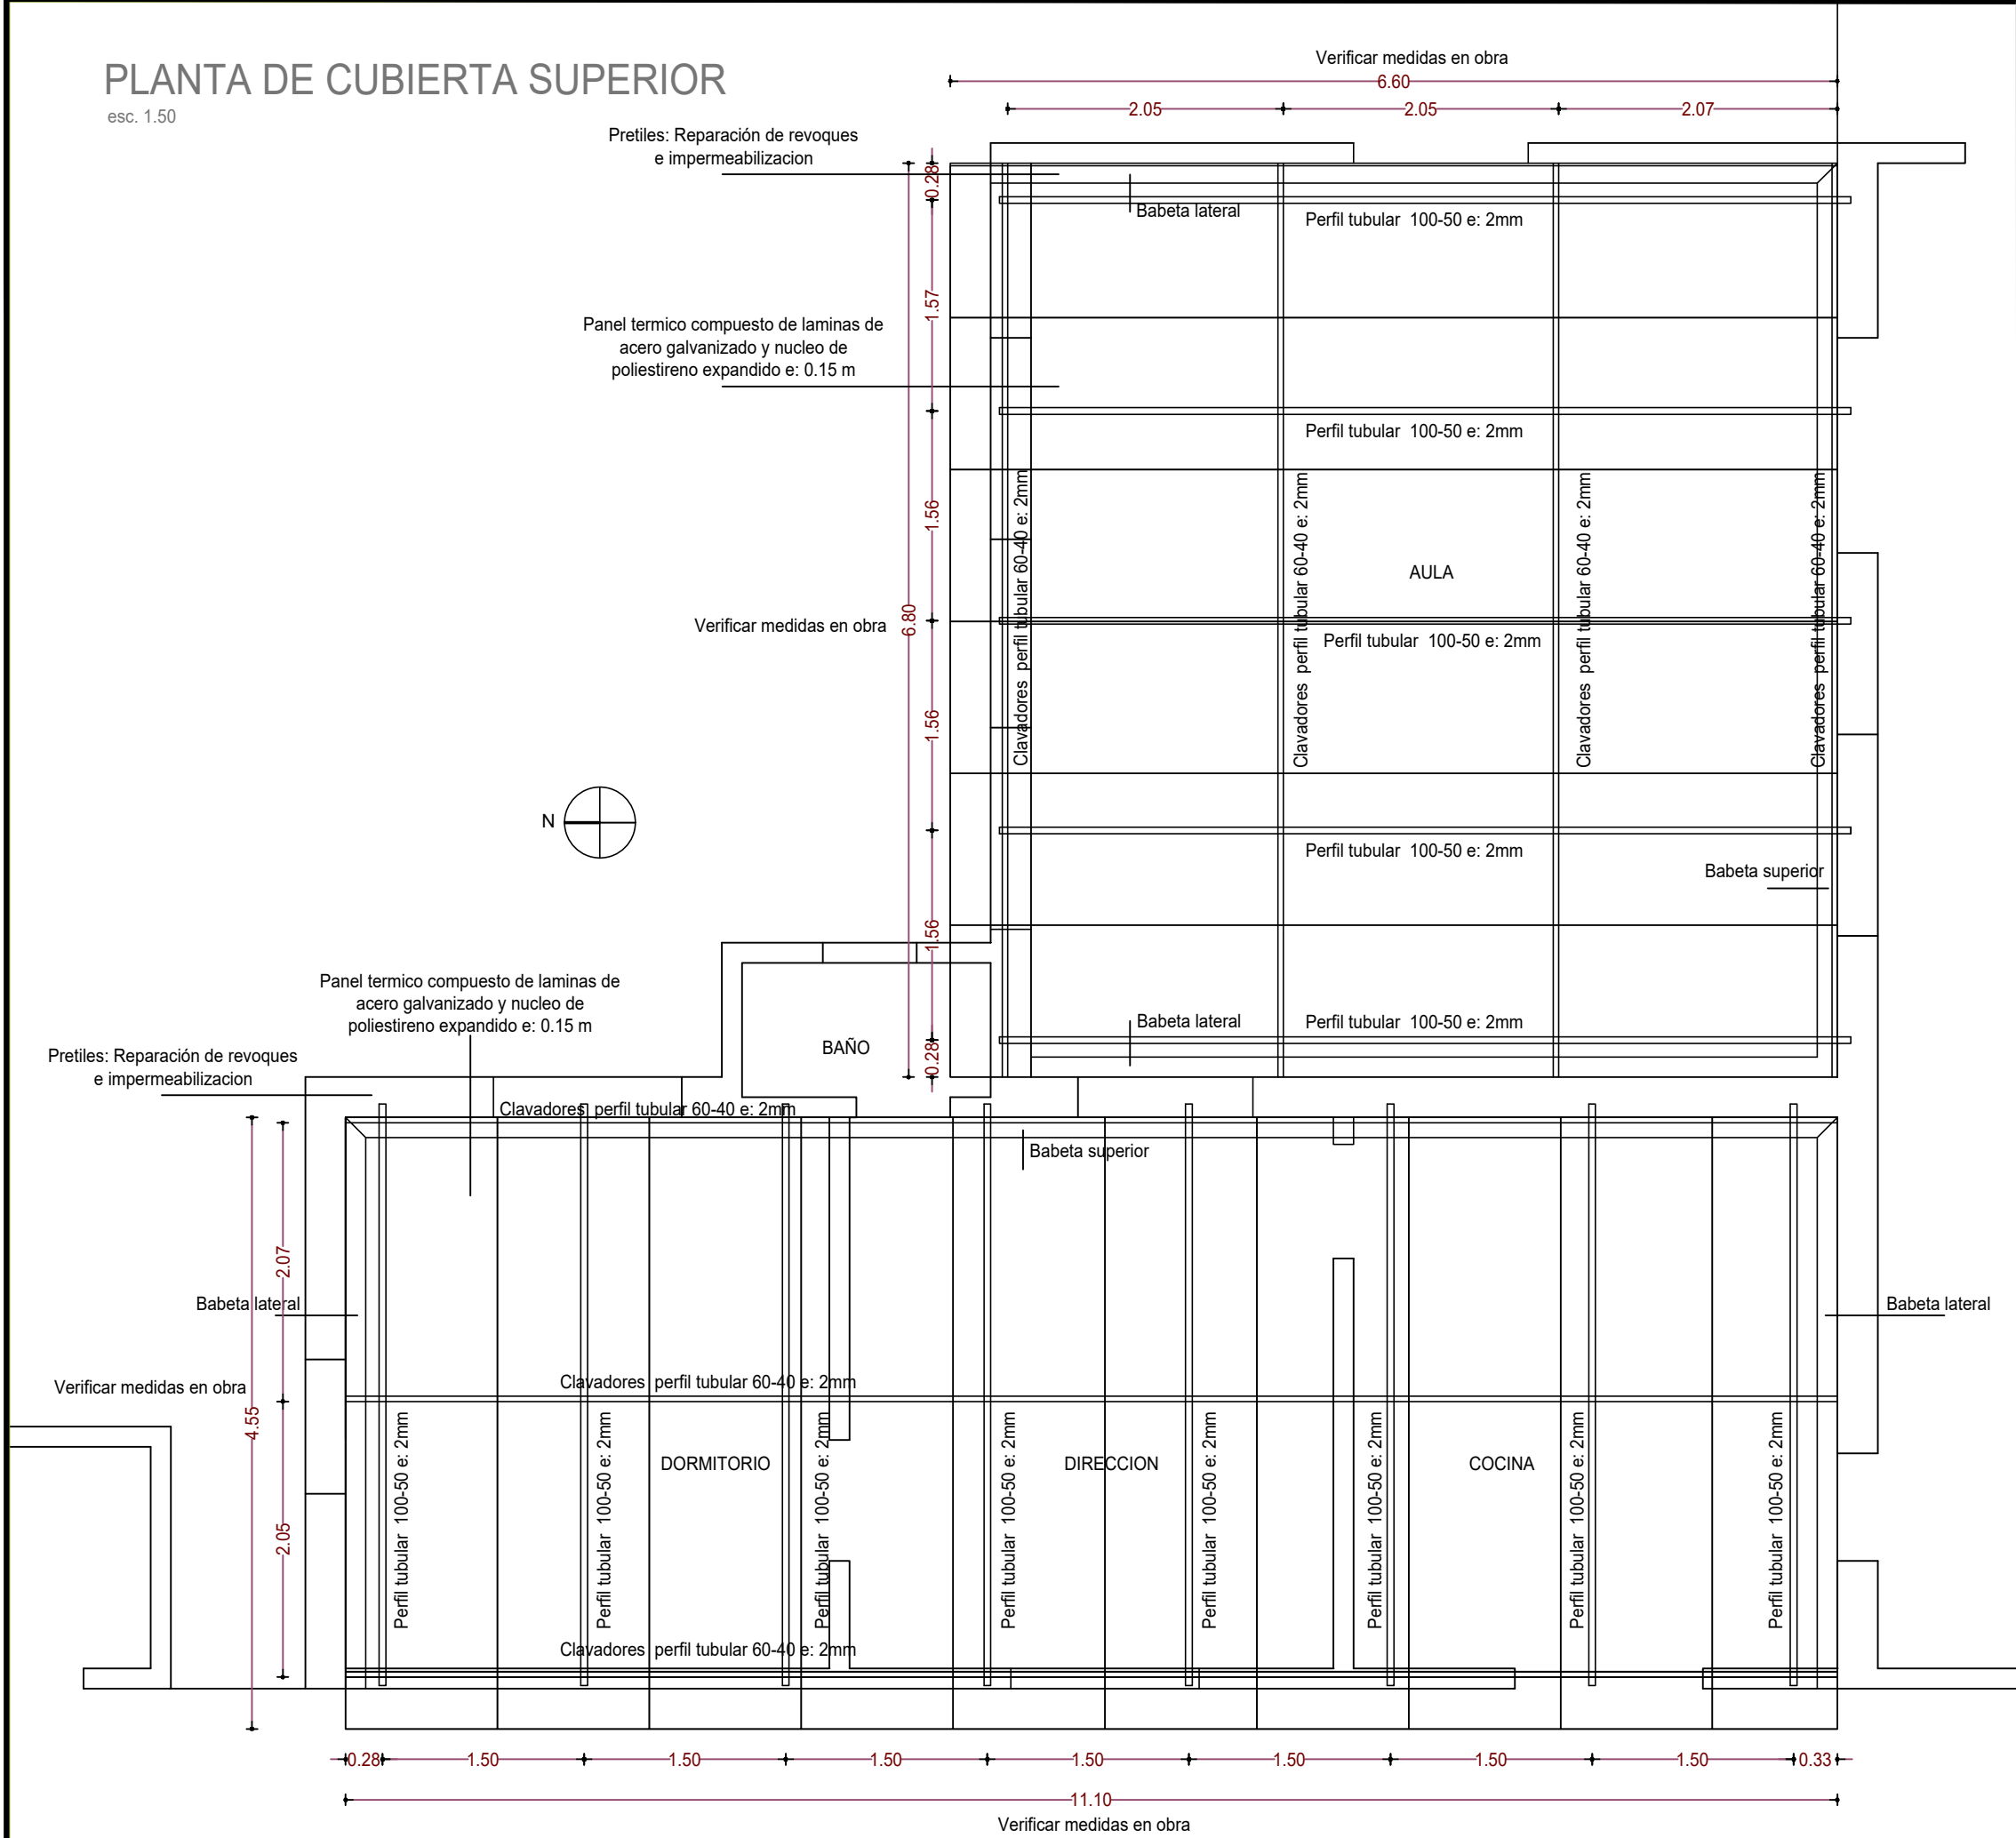 PLANTA DE CUBIERTA SUPERIOR
esc. 1.50
Verificar medidas en obra
6.60
2.05
2.05
2.07
Pretiles: Reparación de revoques
e impermeabilizacion
0.28
Babeta lateral
Perfil tubular 100-50 e: 2mm
1.57
Panel termico compuesto de laminas de
acero galvanizado y nucleo de
poliestireno expandido e: 0.15 m
Perfil tubular 100-50 e: 2mm
1.56
Clavadores perfil tubular 60-40 e: 2mm
Clavadores perfil tubular 60-40 e: 2mm
Clavadores perfil tubular 60-40 e: 2mm
Clavadores perfil tubular 60-40 e: 2mm
AULA
6.80
Verificar medidas en obra
Perfil tubular 100-50 e: 2mm
1.56
N
Perfil tubular 100-50 e: 2mm
Babeta superior
1.56
Panel termico compuesto de laminas de
acero galvanizado y nucleo de
poliestireno expandido e: 0.15 m
Babeta lateral
Perfil tubular 100-50 e: 2mm
BAÑO
0.28
Pretiles: Reparación de revoques
e impermeabilizacion
Clavadores perfil tubular 60-40 e: 2mm
Babeta superior
2.07
Babeta lateral
Babeta lateral
Verificar medidas en obra
Clavadores perfil tubular 60-40 e: 2mm
4.55
Perfil tubular 100-50 e: 2mm
Perfil tubular 100-50 e: 2mm
DORMITORIO
Perfil tubular 100-50 e: 2mm
Perfil tubular 100-50 e: 2mm
DIRECCION
Perfil tubular 100-50 e: 2mm
Perfil tubular 100-50 e: 2mm
COCINA
Perfil tubular 100-50 e: 2mm
Perfil tubular 100-50 e: 2mm
2.05
Clavadores perfil tubular 60-40 e: 2mm
0.28
1.50
1.50
1.50
1.50
1.50
1.50
1.50
0.33
11.10
Verificar medidas en obra